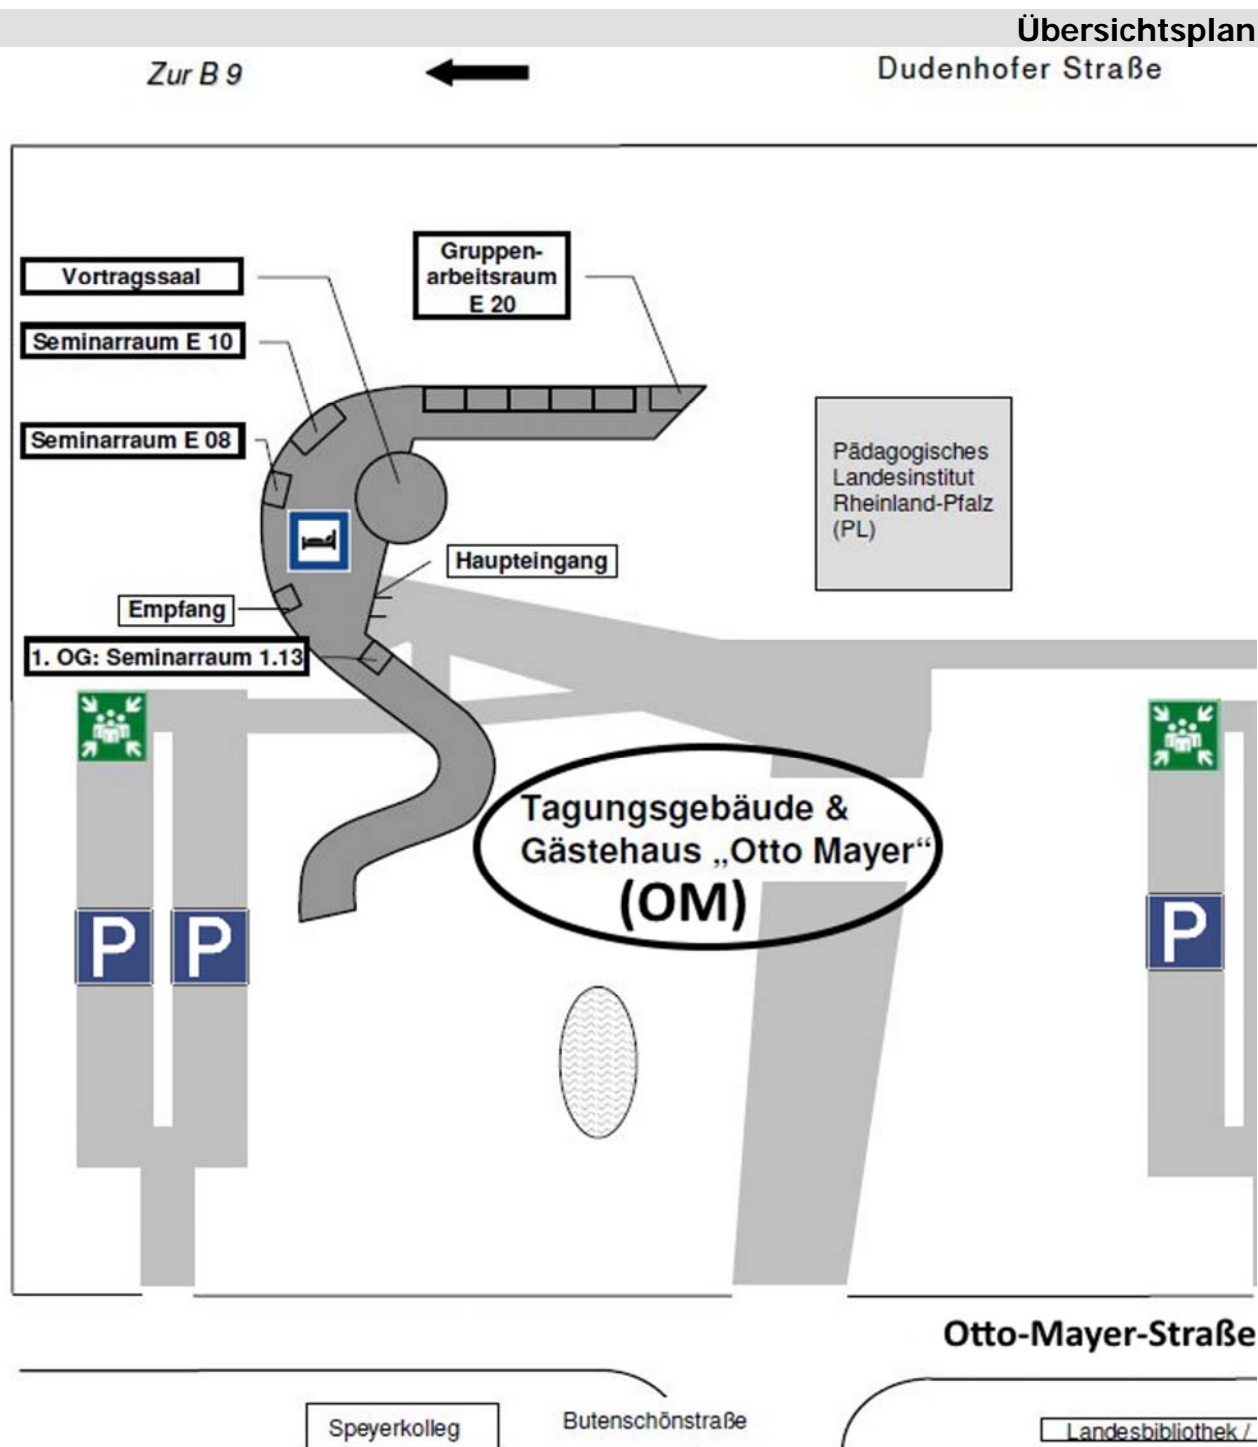 Übersichtsplan
Zur B 9
Dudenhofer Straße
Vortragssaal
Gruppen-
arbeitsraum
E 20
Seminarraum E 10
Seminarraum E 08
Pädagogisches
Landesinstitut
Rheinland-Pfalz
(PL)
Haupteingang
Empfang
1. OG: Seminarraum 1.13
Tagungsgebäude &
Gästehaus „Otto Mayer“
(OM)
P
P
P
Otto-Mayer-Straße
Speyerkolleg
Butenschönstraße
Landesbibliothek /